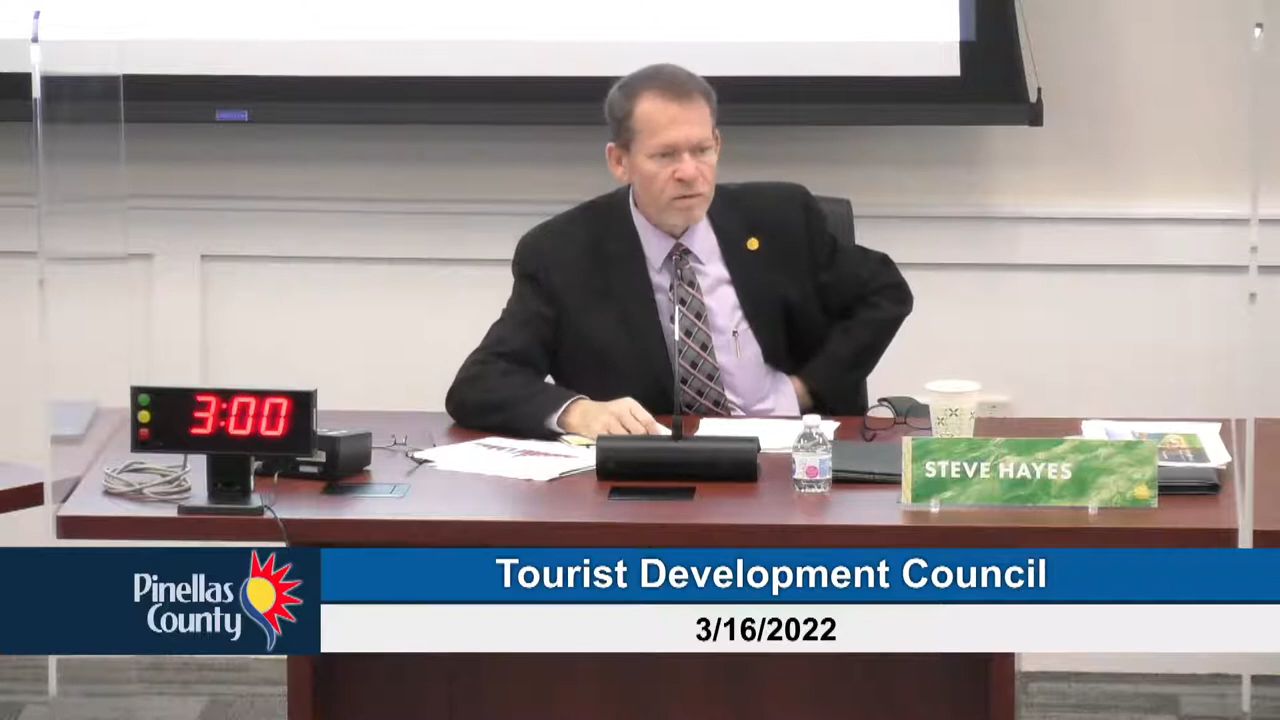 3:00
STEVE HAYES
Pinellas
County
Tourist Development Council
3/16/2022